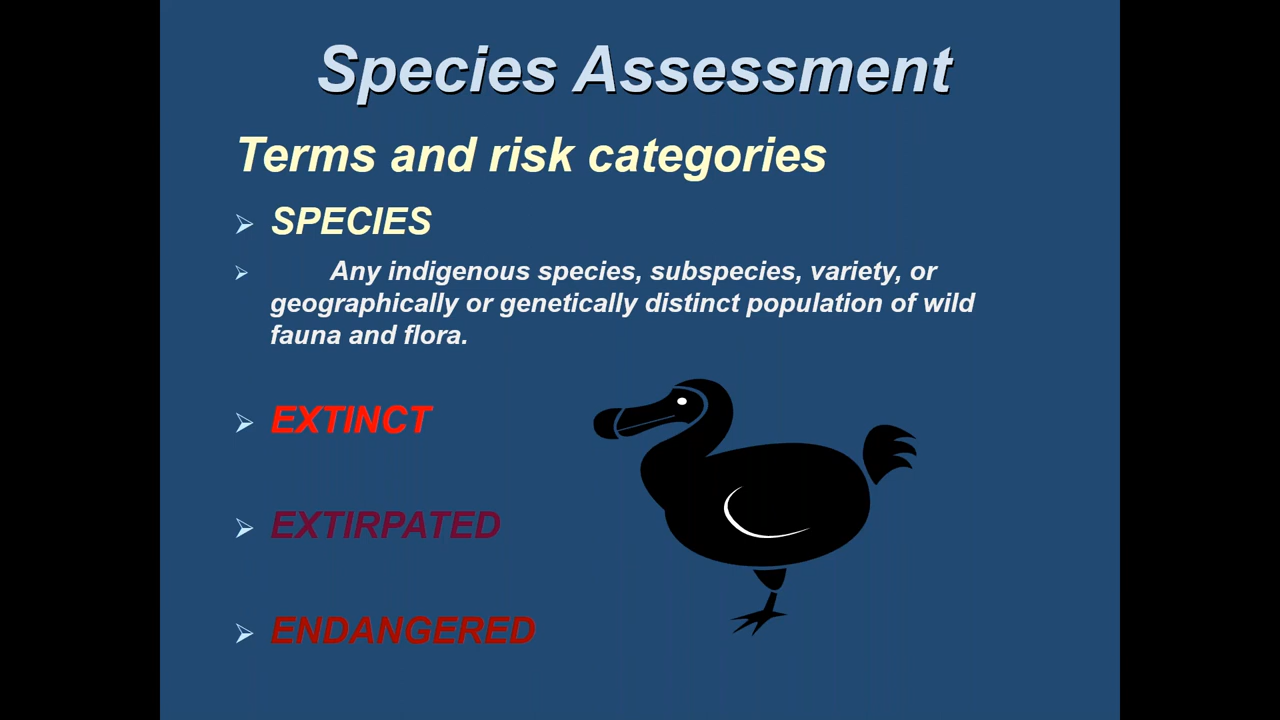 Species Assessment
Terms and risk categories
SPECIES
Any indigenous species, subspecies, variety, or
geographically or genetically distinct population of wild
fauna and flora.
EXTINCT
EXTIRPATED
ENDANGERED